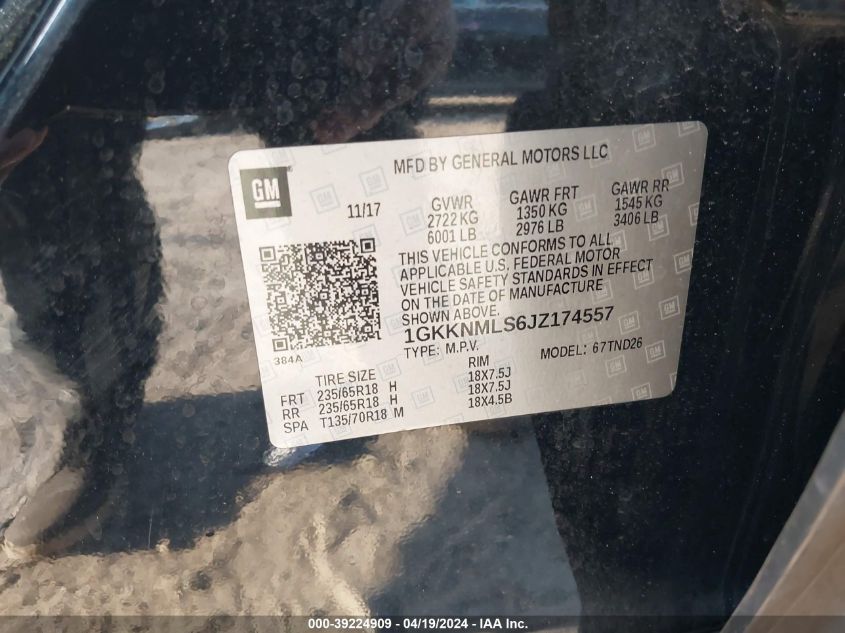 GM
MFD BY GENERAL MOTORS LLC
11/17
GVWR
2722 KG
6001 LB
GAWR FRT
1350 KG
2976 LB
GAWR RR
1545 KG
3406 LB
THIS VEHICLE CONFORMS TO ALL
APPLICABLE U.S. FEDERAL MOTOR
VEHICLE SAFETY STANDARDS IN EFFECT
ON THE DATE OF MANUFACTURE
SHOWN ABOVE.
1GKKNMLS6JZ174557
TYPE: M.P.V. MODEL: 67TND26
384A
TIRE SIZE RIM
FRT 235/65R18 H 18X7.5J
RR 235/65R18 H 18X7.5J
SPA T135/70R18 M 18X4.5B
000-39224909 - 04/19/2024 - IAAI.com